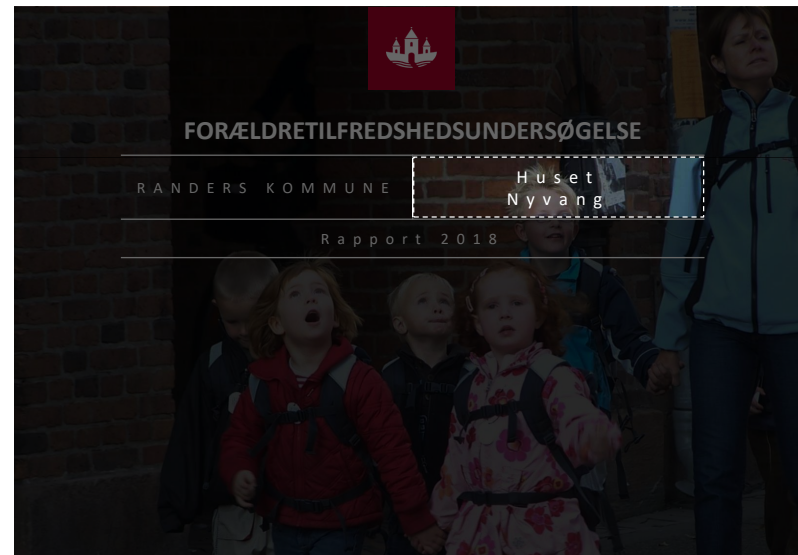 FORÆLDRETILFREDSHEDSUNDERSØGELSE
RANDERS KOMMUNE
Huset
Nyvang
Rapport 2018